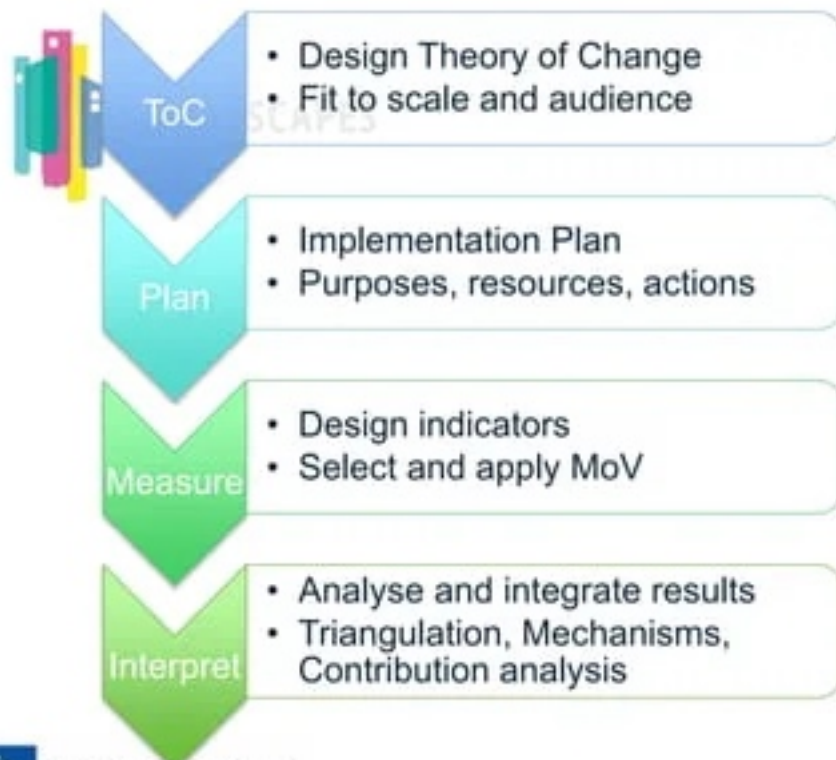 ToC
• Design Theory of Change
• Fit to scale and audience
SCAPES
Plan
• Implementation Plan
• Purposes, resources, actions
Measure
• Design indicators
• Select and apply MoV
Interpret
• Analyse and integrate results
• Triangulation, Mechanisms,
Contribution analysis